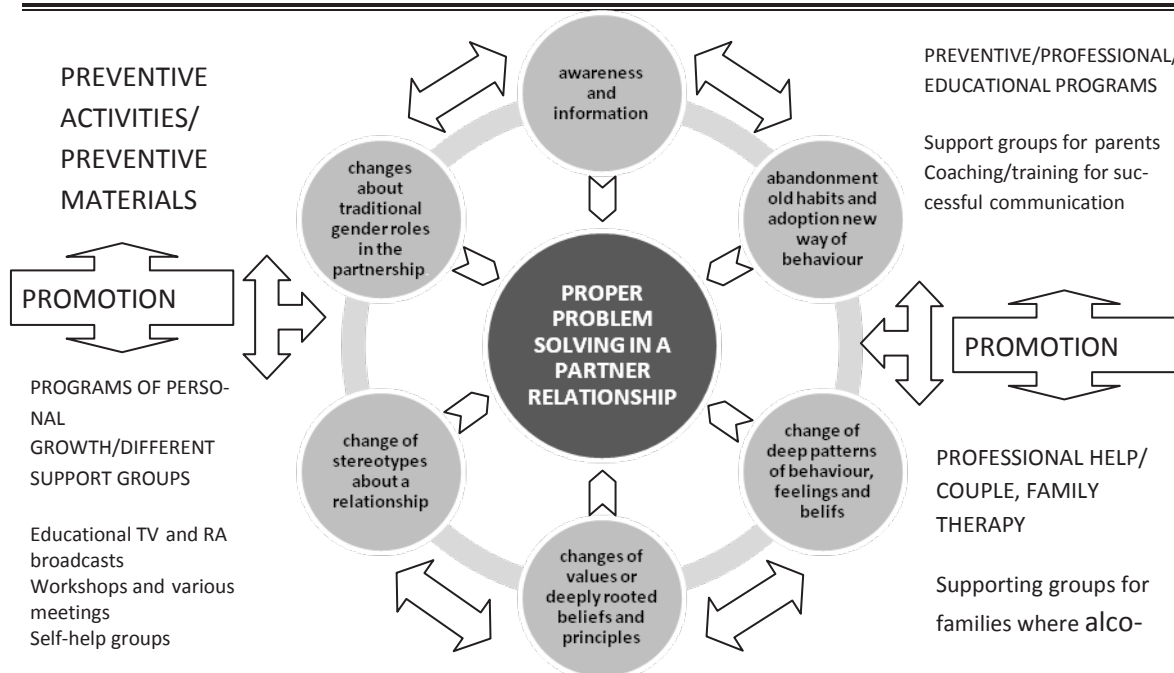 PREVENTIVE
ACTIVITIES/
PREVENTIVE
MATERIALS
PROMOTION
PROGRAMS OF PERSO-
NAL
GROWTH/DIFFERENT
SUPPORT GROUPS
Educational TV and RA
broadcasts
Workshops and various
meetings
Self-help groups
awareness
and
information
changes
about
traditional
gender roles
in the
partnership
abandonment
old habits and
adoption new
way of
behaviour
PROPER
PROBLEM
SOLVING IN A
PARTNER
RELATIONSHIP
change of
stereotypes
about a
relationship
change of
deep patterns
of behaviour,
feelings and
belifs
changes of
values or
deeply rooted
beliefs and
principles
PREVENTIVE/PROFESSIONAL/
EDUCATIONAL PROGRAMS
Support groups for parents
Coaching/training for suc-
cessful communication
PROMOTION
PROFESSIONAL HELP/
COUPLE, FAMILY
THERAPY
Supporting groups for
families where alco-